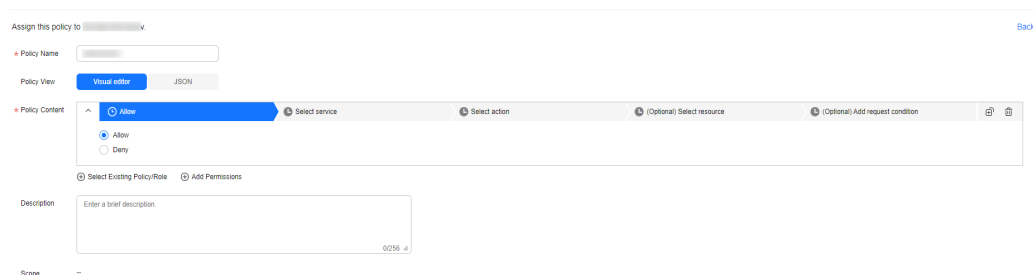 Assign this policy to v.
Back
* Policy Name
Policy View Visual editor JSON
* Policy Content Allow Select service Select action (Optional) Select resource (Optional) Add request condition
Allow
Deny
Select Existing Policy/Role Add Permissions
Description Enter a brief description.
0/256
Scope --